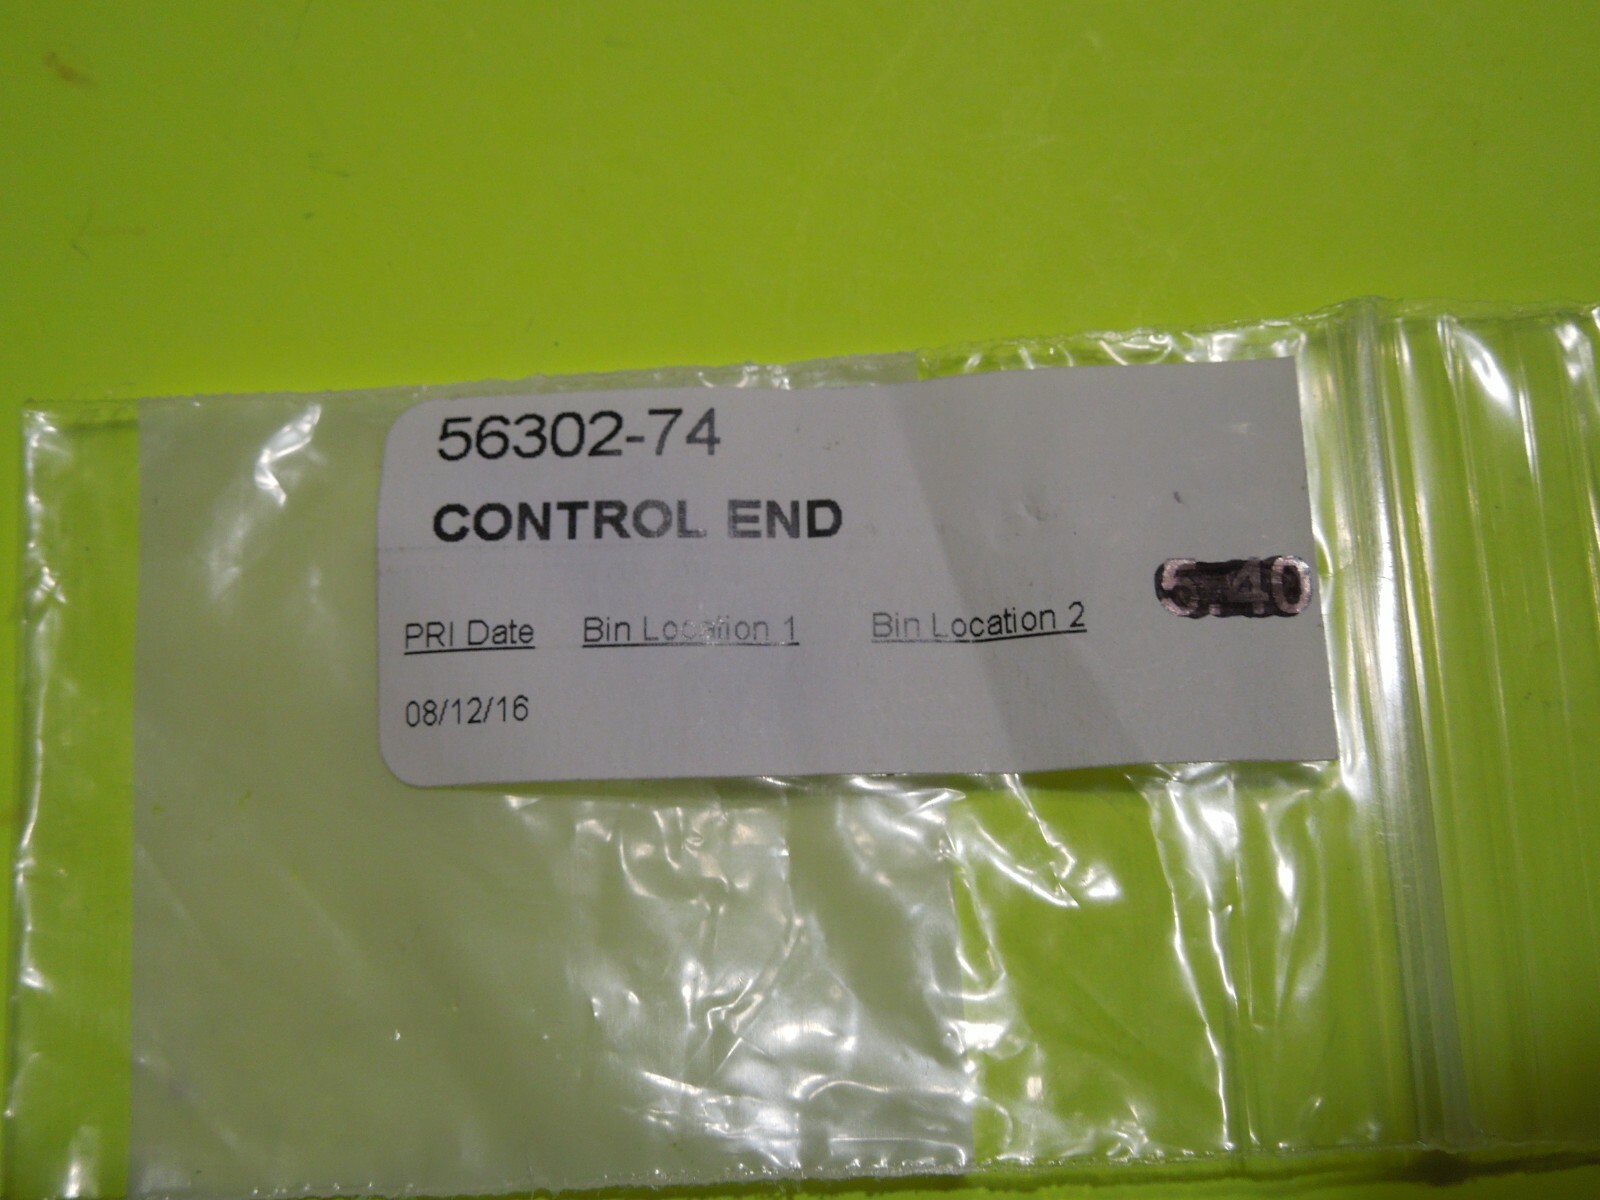 56302-74
CONTROL END
5.40
PRI Date Bin Location 1 Bin Location 2
08/12/16